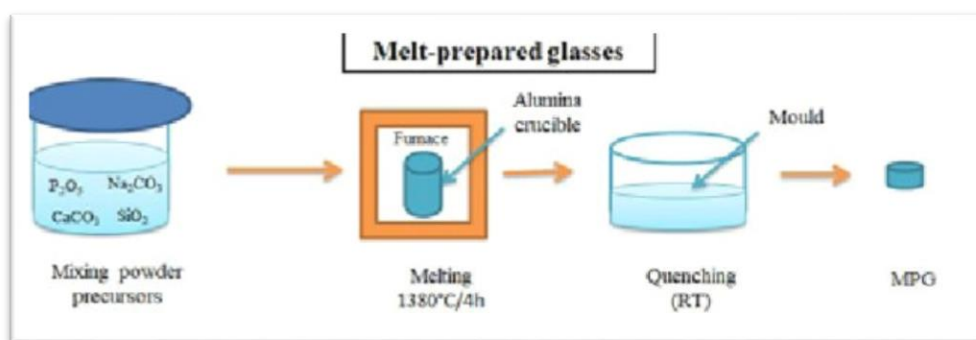 Melt-prepared glasses
P₂O₅ Na₂CO₃
CaCO₃ SiO₂
Mixing powder
precursors
Furnace
Alumina
crucible
Melting
1380°C/4h
Mould
Quenching
(RT)
MPG